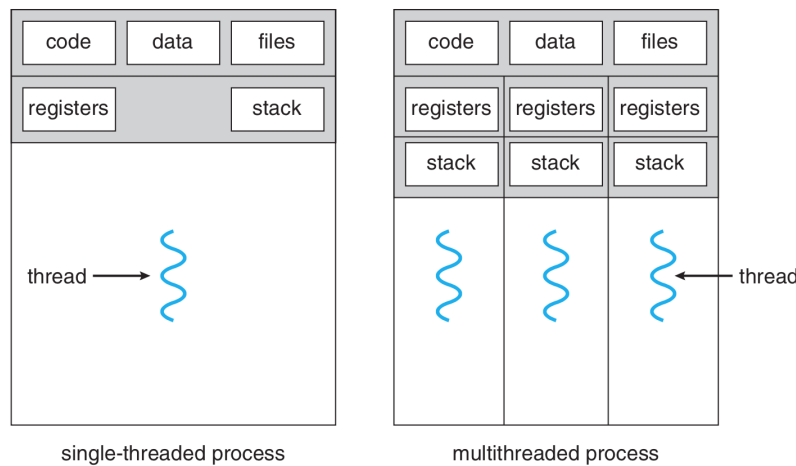 code data files
registers stack
thread
single-threaded process
code data files
registers registers registers
stack stack stack
thread
multithreaded process